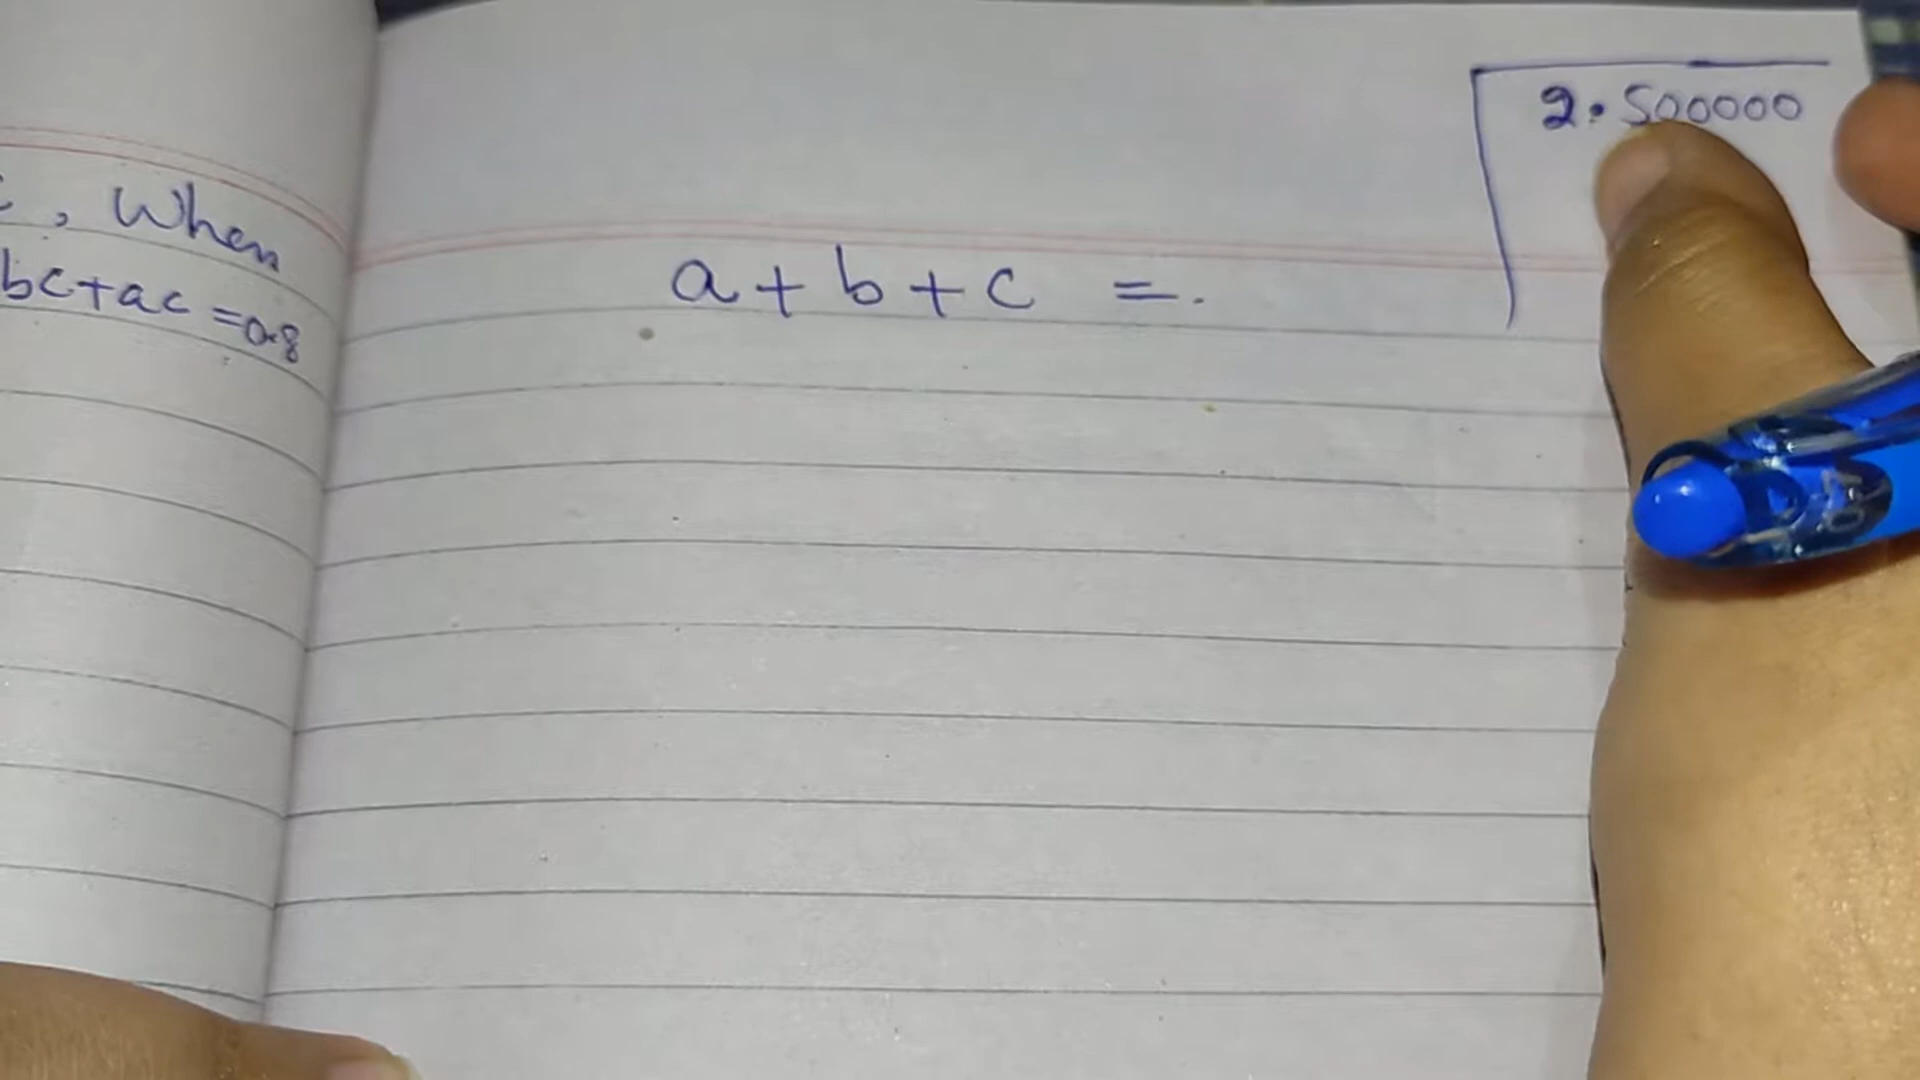 , When
bc+ac =0.8
a + b + c =.
2.500000